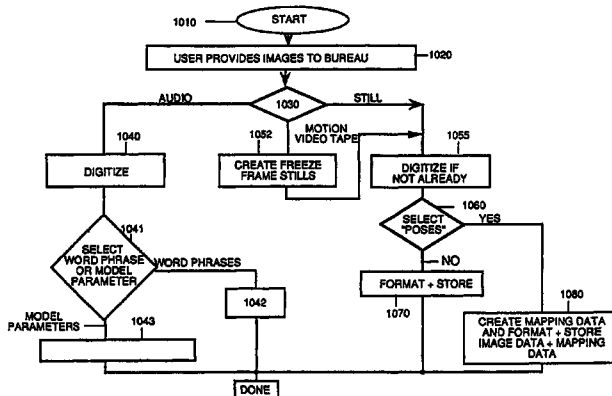 1010
START
USER PROVIDES IMAGES TO BUREAU
1020
AUDIO
1030
STILL
1040
1052
MOTION
VIDEO TAPE
1055
DIGITIZE
CREATE FREEZE
FRAME STILLS
DIGITIZE IF
NOT ALREADY
1060
1041
SELECT
WORD PHRASE
OR MODEL
PARAMETER
SELECT
"POSES"
YES
WORD PHRASES
NO
1042
FORMAT + STORE
1070
1080
MODEL
PARAMETERS
1043
CREATE MAPPING DATA
AND FORMAT + STORE
IMAGE DATA + MAPPING
DATA
DONE